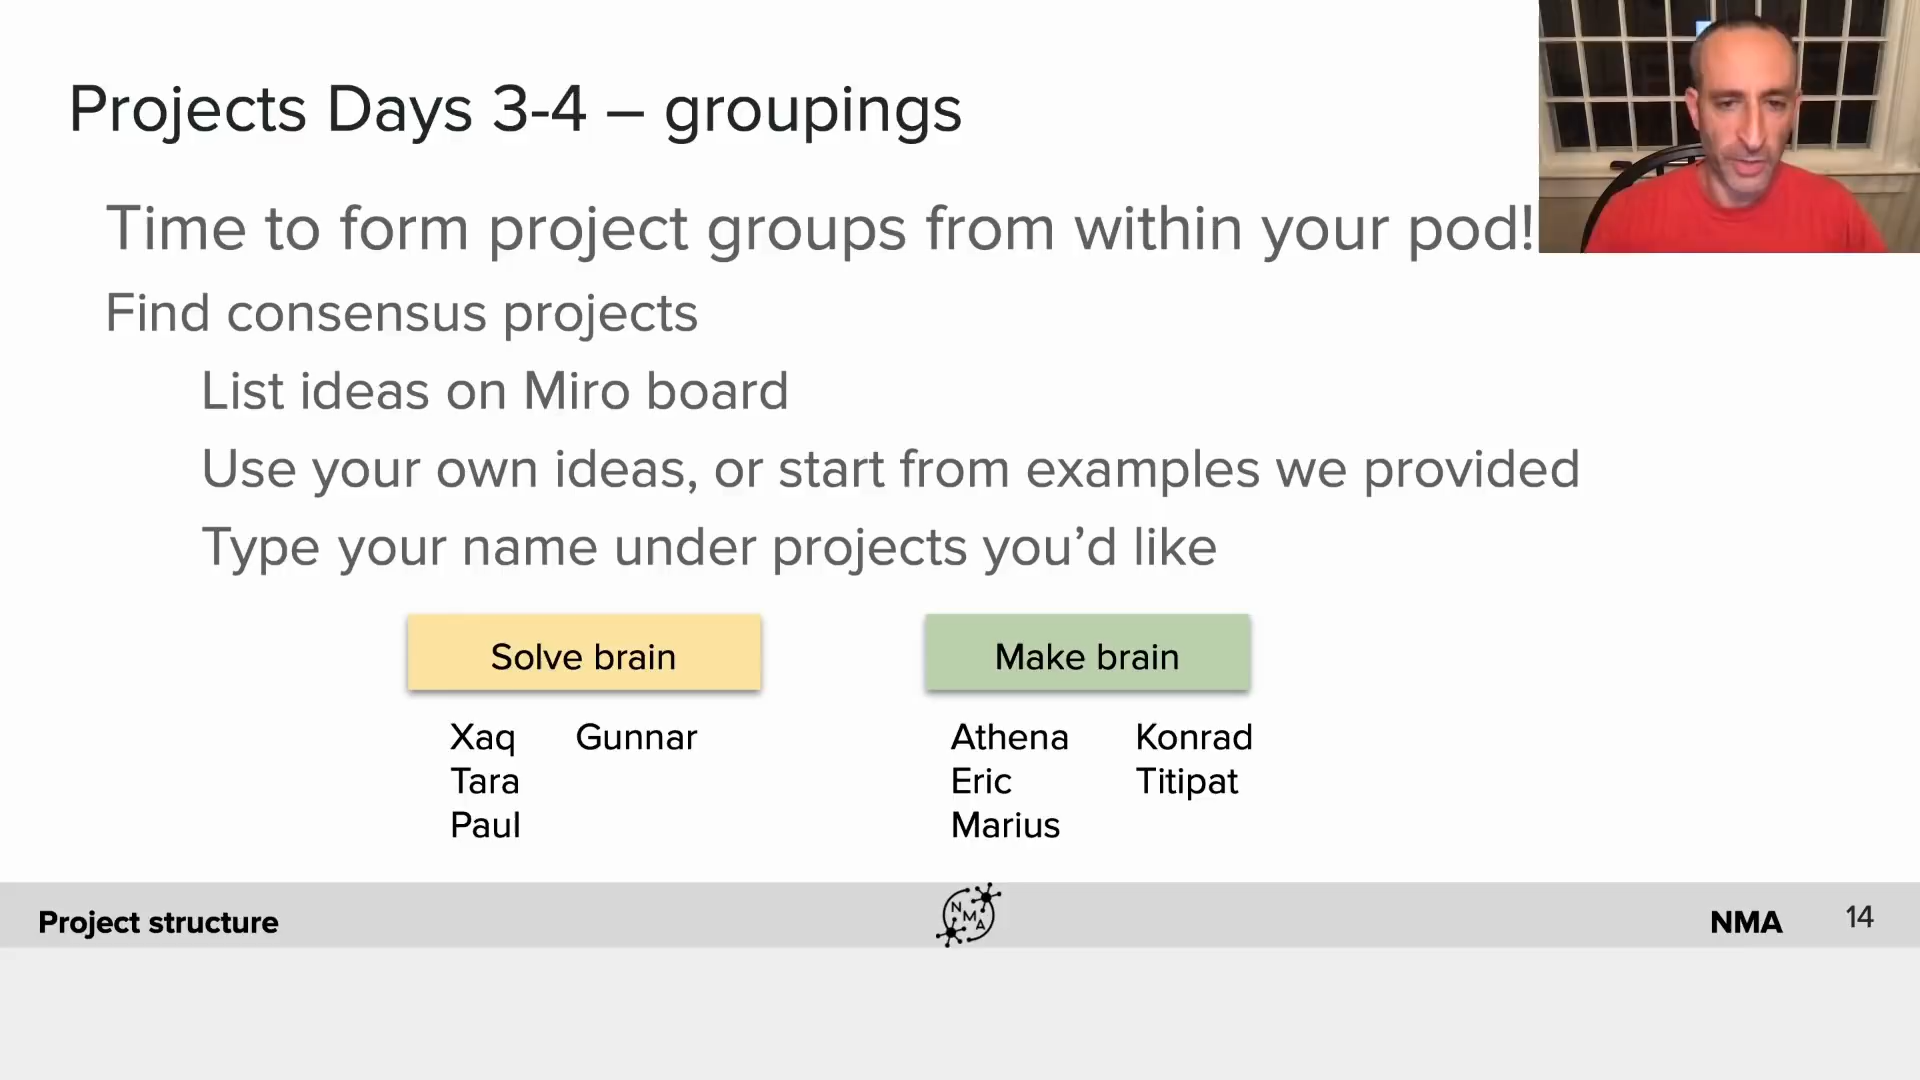 Projects Days 3-4 – groupings
Time to form project groups from within your pod!
Find consensus projects
List ideas on Miro board
Use your own ideas, or start from examples we provided
Type your name under projects you’d like
Solve brain
Make brain
Xaq Gunnar
Tara
Paul
Athena Konrad
Eric Titipat
Marius
Project structure
N
M
A
NMA 14